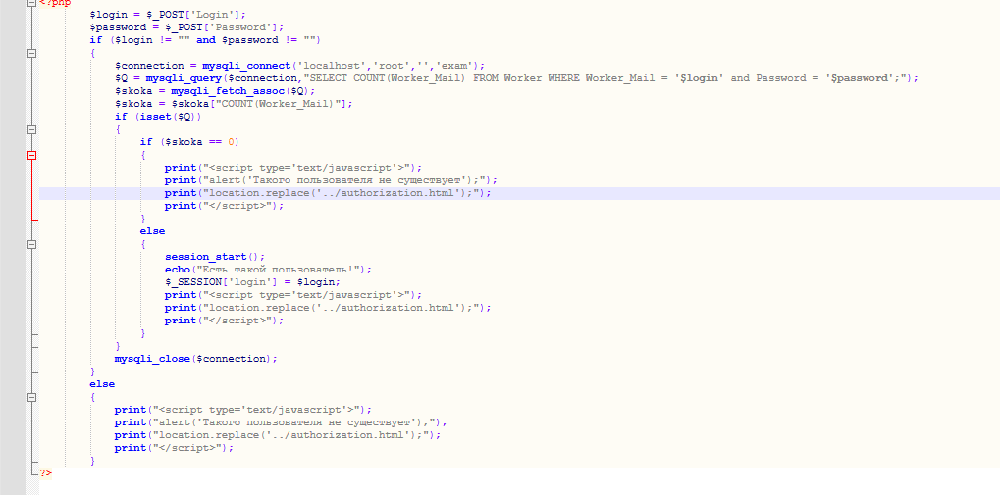 <?php
$login = $_POST['Login'];
$password = $_POST['Password'];
if ($login != "" and $password != "")
{
$connection = mysqli_connect('localhost','root','','exam');
$Q = mysqli_query($connection,"SELECT COUNT(Worker_Mail) FROM Worker WHERE Worker_Mail = '$login' and Password = '$password';");
$skoka = mysqli_fetch_assoc($Q);
$skoka = $skoka["COUNT(Worker_Mail)"];
if (isset($Q))
{
if ($skoka == 0)
{
print("<script type='text/javascript'>");
print("alert('Такого пользователя не существует');");
print("location.replace('../authorization.html');");
print("</script>");
}
else
{
session_start();
echo("Есть такой пользователь!");
$_SESSION['login'] = $login;
print("<script type='text/javascript'>");
print("location.replace('../authorization.html');");
print("</script>");
}
}
mysqli_close($connection);
}
else
{
print("<script type='text/javascript'>");
print("alert('Такого пользователя не существует');");
print("location.replace('../authorization.html');");
print("</script>");
}
?>